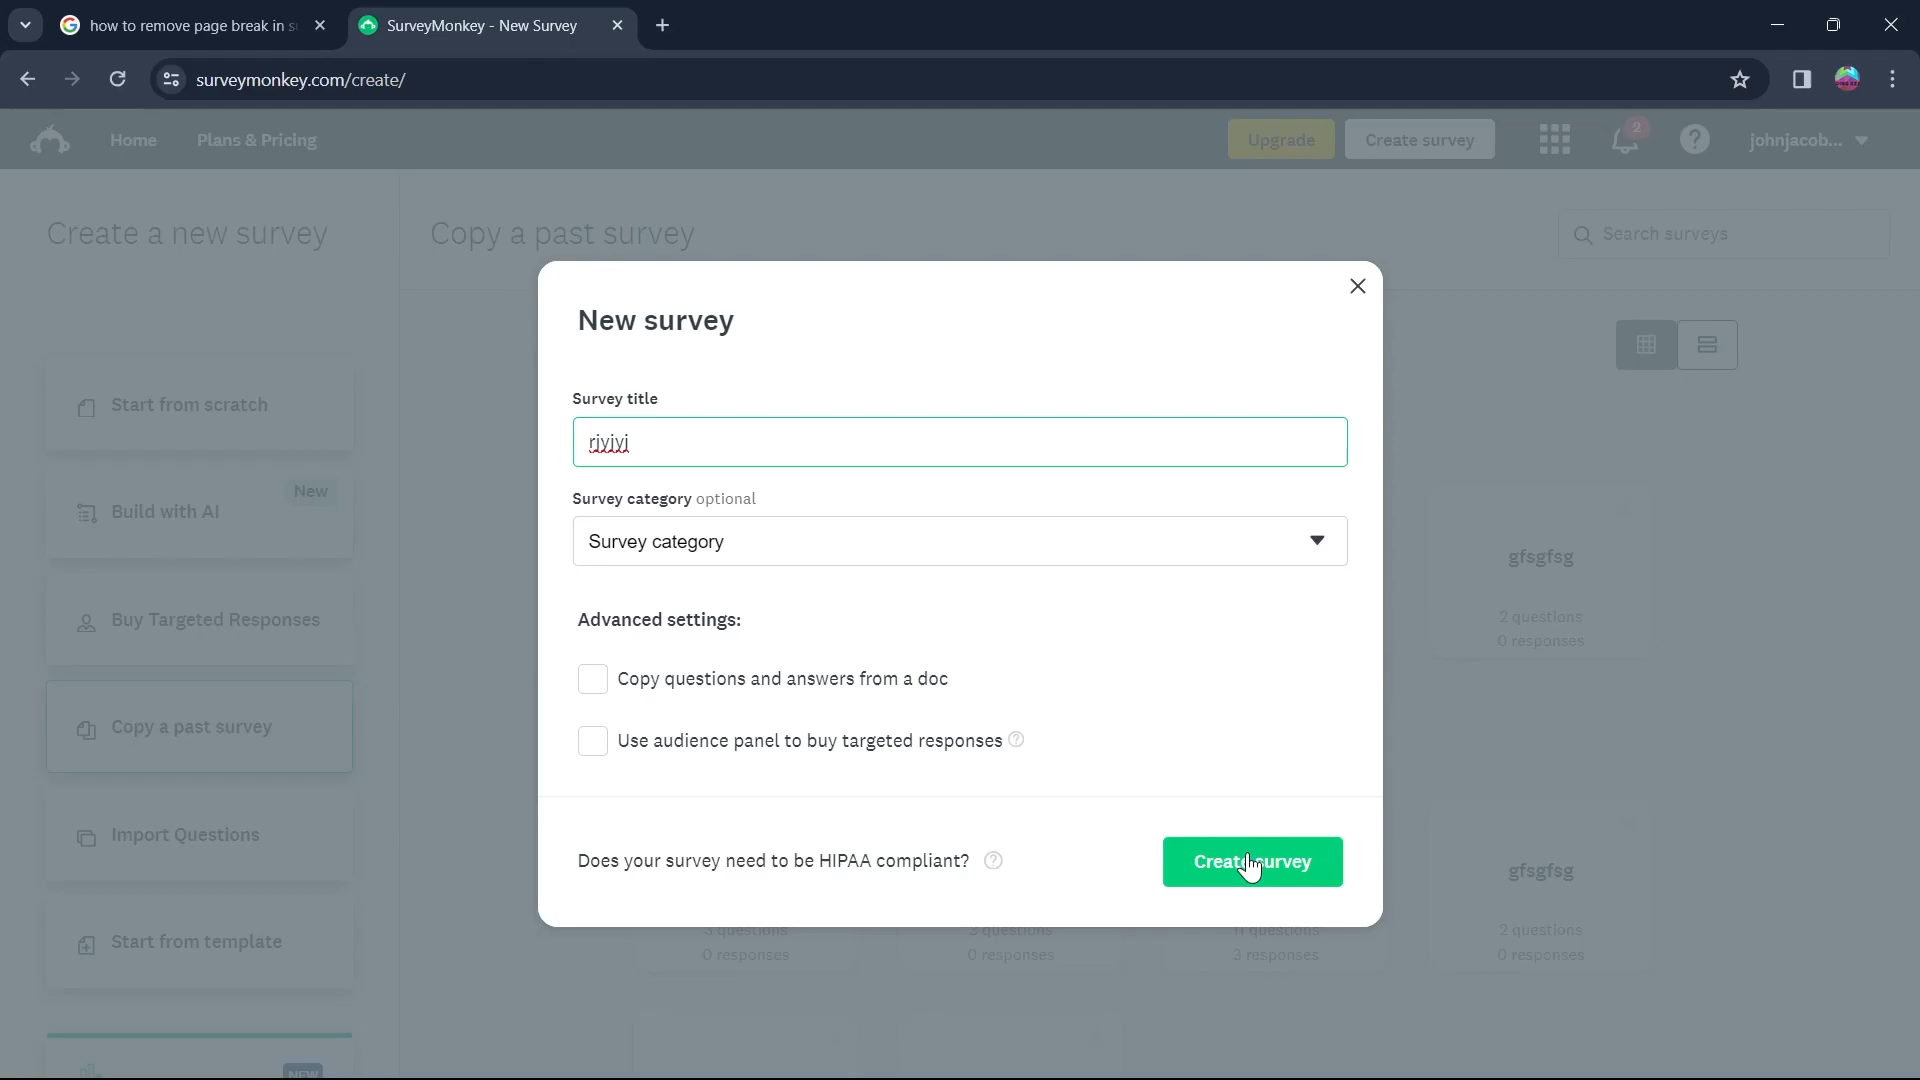 how to remove page break in s
SurveyMonkey - New Survey
surveymonkey.com/create/
Home
Plans & Pricing
Upgrade
Create survey
2
johnjacob...
Create a new survey
Copy a past survey
Search surveys
New survey
Survey title
rjyjyj
Survey category optional
Survey category
Advanced settings:
Copy questions and answers from a doc
Use audience panel to buy targeted responses
Does your survey need to be HIPAA compliant?
Create survey
Start from scratch
New
Build with AI
Buy Targeted Responses
Copy a past survey
Import Questions
Start from template
NEW
gfsgfsg
2 questions
0 responses
gfsgfsg
2 questions
0 responses
3 questions
0 responses
3 questions
0 responses
11 questions
3 responses